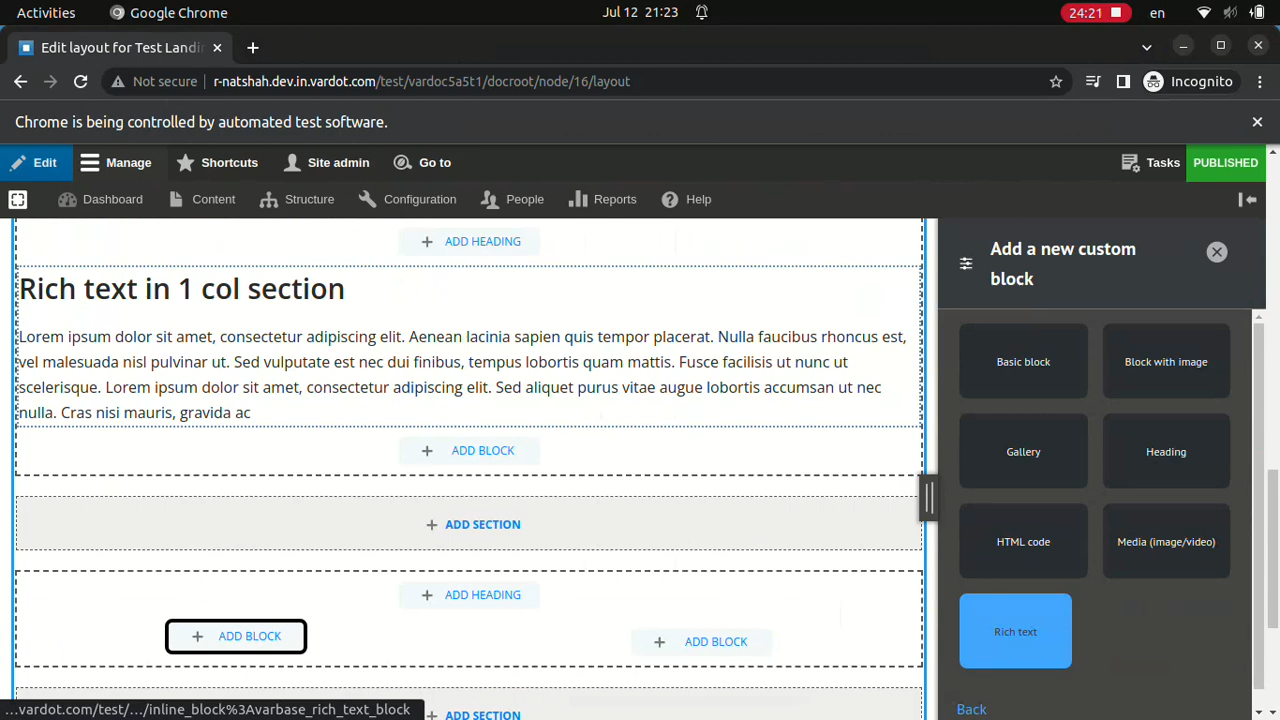 Activities
Google Chrome
Jul 12 21:23
24:21
en
Edit layout for Test Landin
Not secure
r-natshah.dev.in.vardot.com/test/vardoc5a5t1/docroot/node/16/layout
Incognito
Chrome is being controlled by automated test software.
Edit
Manage
Shortcuts
Site admin
Go to
Tasks
PUBLISHED
Dashboard
Content
Structure
Configuration
People
Reports
Help
+ ADD HEADING
Rich text in 1 col section
Lorem ipsum dolor sit amet, consectetur adipiscing elit. Aenean lacinia sapien quis tempor placerat. Nulla faucibus rhoncus est,
vel malesuada nisl pulvinar ut. Sed vulputate est nec dui finibus, tempus lobortis quam mattis. Fusce facilisis ut nunc ut
scelerisque. Lorem ipsum dolor sit amet, consectetur adipiscing elit. Sed aliquet purus vitae augue lobortis accumsan ut nec
nulla. Cras nisi mauris, gravida ac
+ ADD BLOCK
+ ADD SECTION
+ ADD HEADING
+ ADD BLOCK
+ ADD BLOCK
+ ADD SECTION
...vardot.com/test/.../inline_block%3Avarbase_rich_text_block
Add a new custom
block
Basic block
Block with image
Gallery
Heading
HTML code
Media (image/video)
Rich text
Back